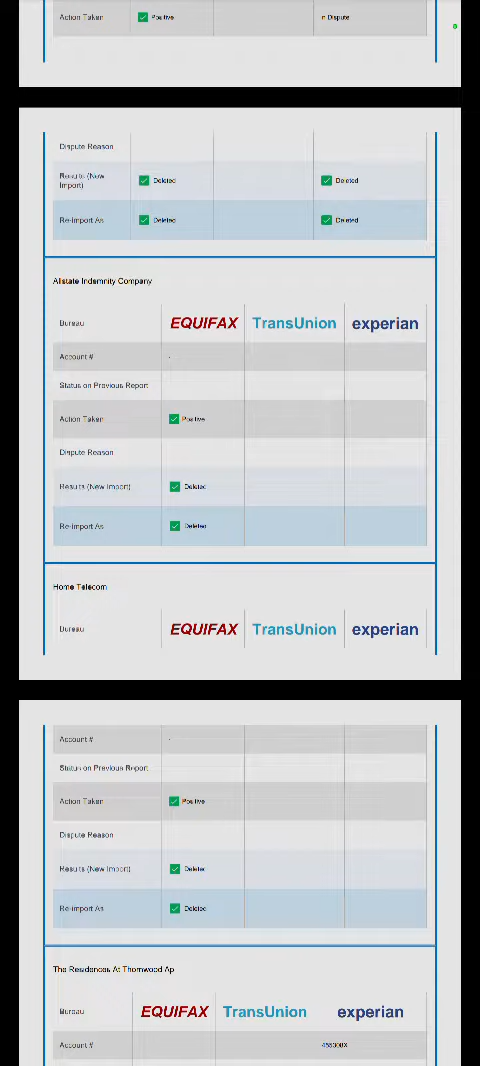 Action Taken Positive n Dispute
Dispute Reason
Results (New Import) Deleted Deleted
Re-import As Deleted Deleted
Allstate Indemnity Company
Bureau EQUIFAX TransUnion experian
Account # -
Status on Previous Report
Action Taken Positive
Dispute Reason
Results (New Import) Deleted
Re-import As Deleted
Home Telecom
Bureau EQUIFAX TransUnion experian
Account # -
Status on Previous Report
Action Taken Positive
Dispute Reason
Results (New Import) Deleted
Re-import As Deleted
The Residences At Thornwood Ap
Bureau EQUIFAX TransUnion experian
Account #